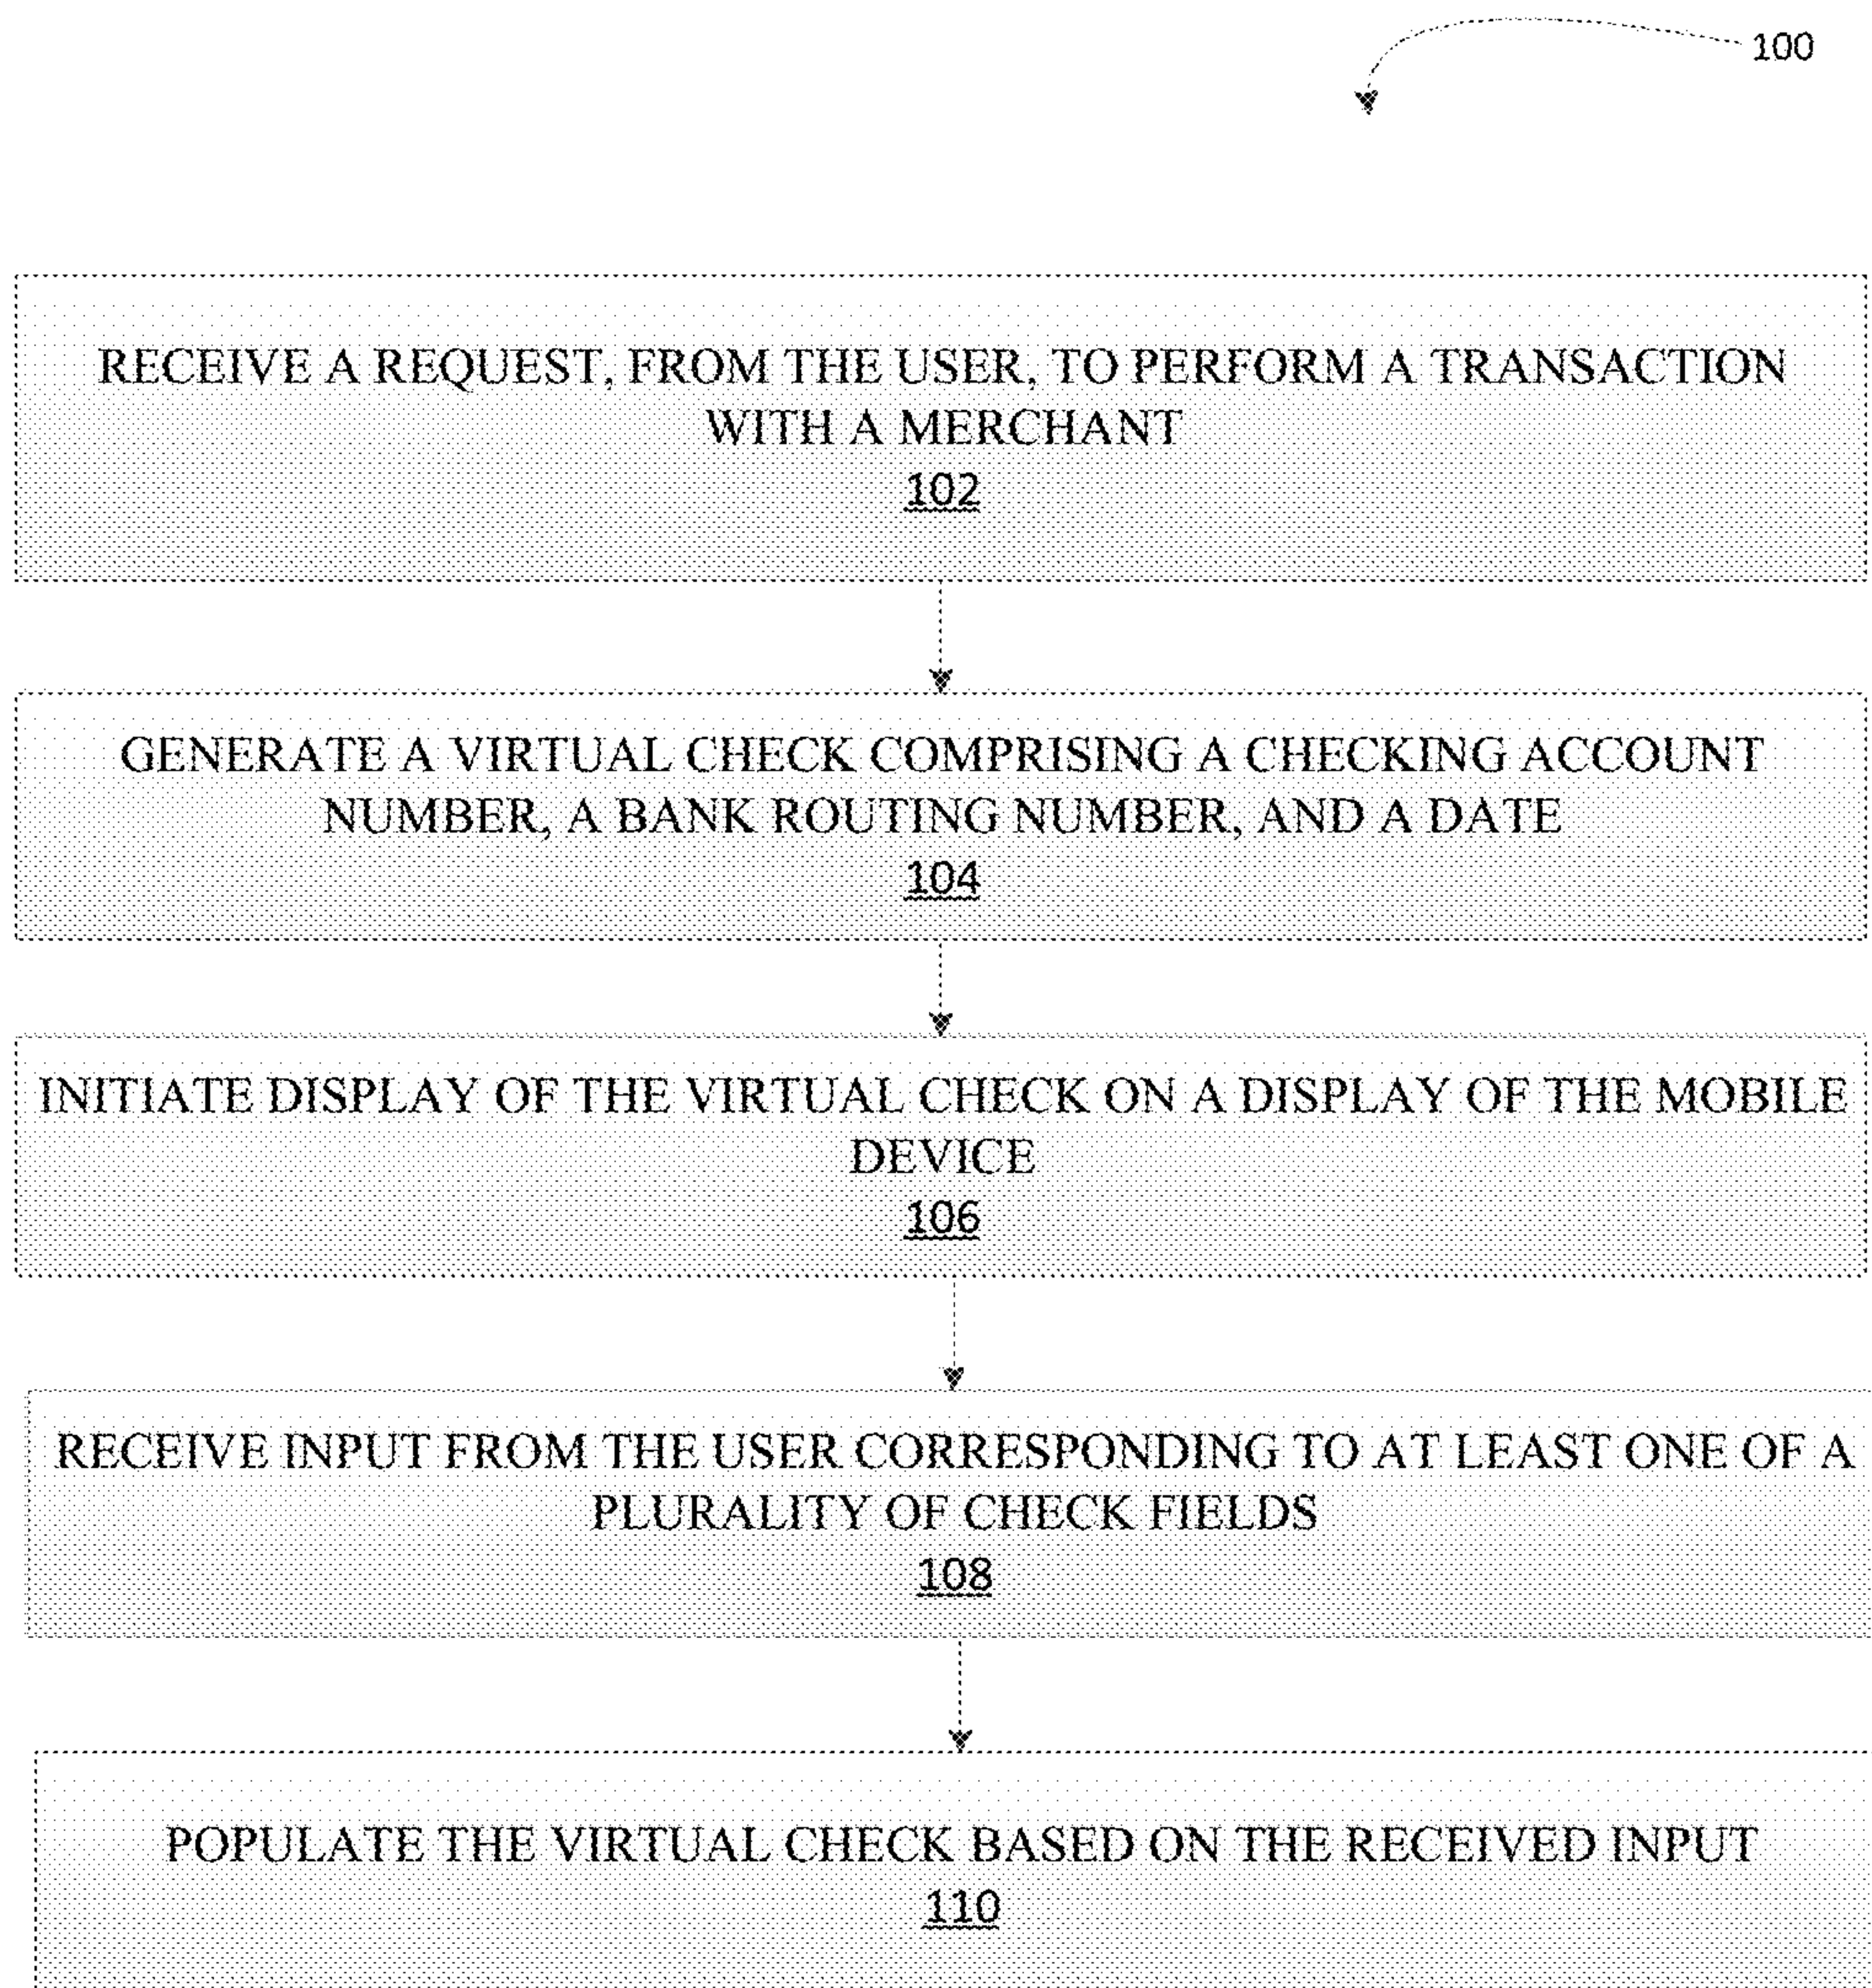 100
RECEIVE A REQUEST, FROM THE USER, TO PERFORM A TRANSACTION
WITH A MERCHANT
102
GENERATE A VIRTUAL CHECK COMPRISING A CHECKING ACCOUNT
NUMBER, A BANK ROUTING NUMBER, AND A DATE
104
INITIATE DISPLAY OF THE VIRTUAL CHECK ON A DISPLAY OF THE MOBILE
DEVICE
106
RECEIVE INPUT FROM THE USER CORRESPONDING TO AT LEAST ONE OF A
PLURALITY OF CHECK FIELDS
108
POPULATE THE VIRTUAL CHECK BASED ON THE RECEIVED INPUT
110